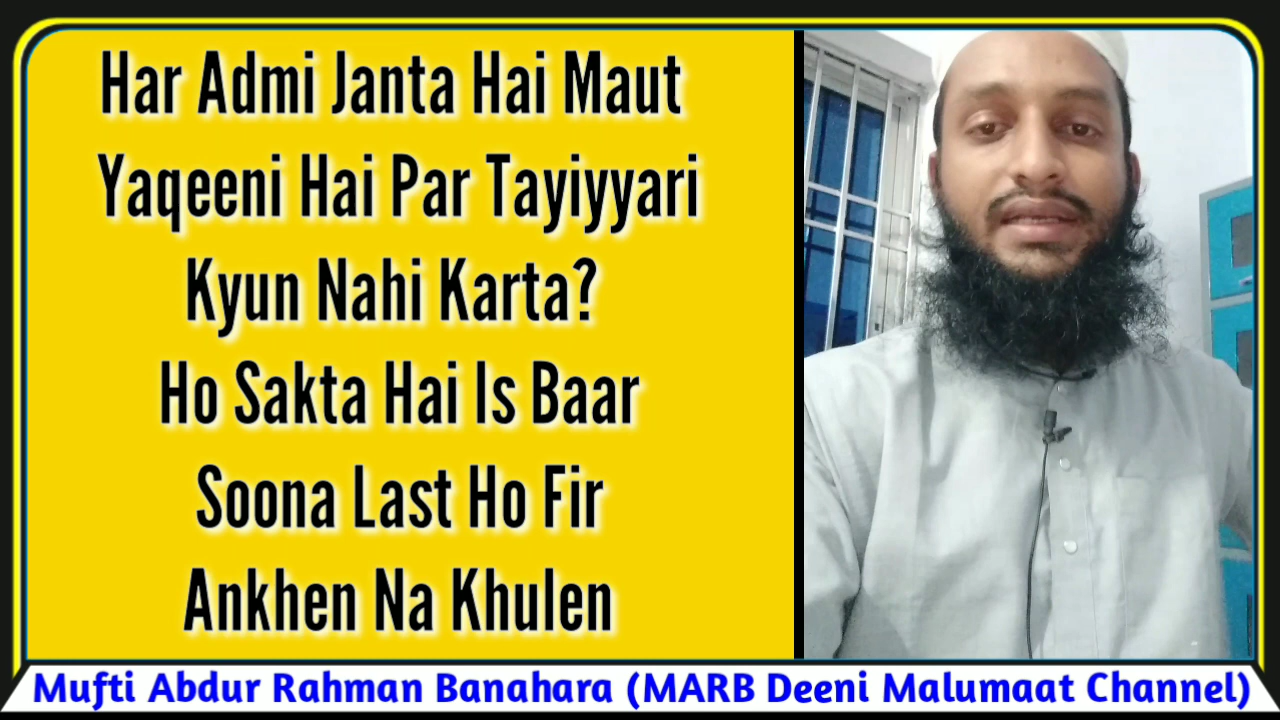 Har Admi Janta Hai Maut
Yaqeeni Hai Par Tayiyyari
Kyun Nahi Karta?
Ho Sakta Hai Is Baar
Soona Last Ho Fir
Ankhen Na Khulen
Mufti Abdur Rahman Banahara (MARB Deeni Malumaat Channel)